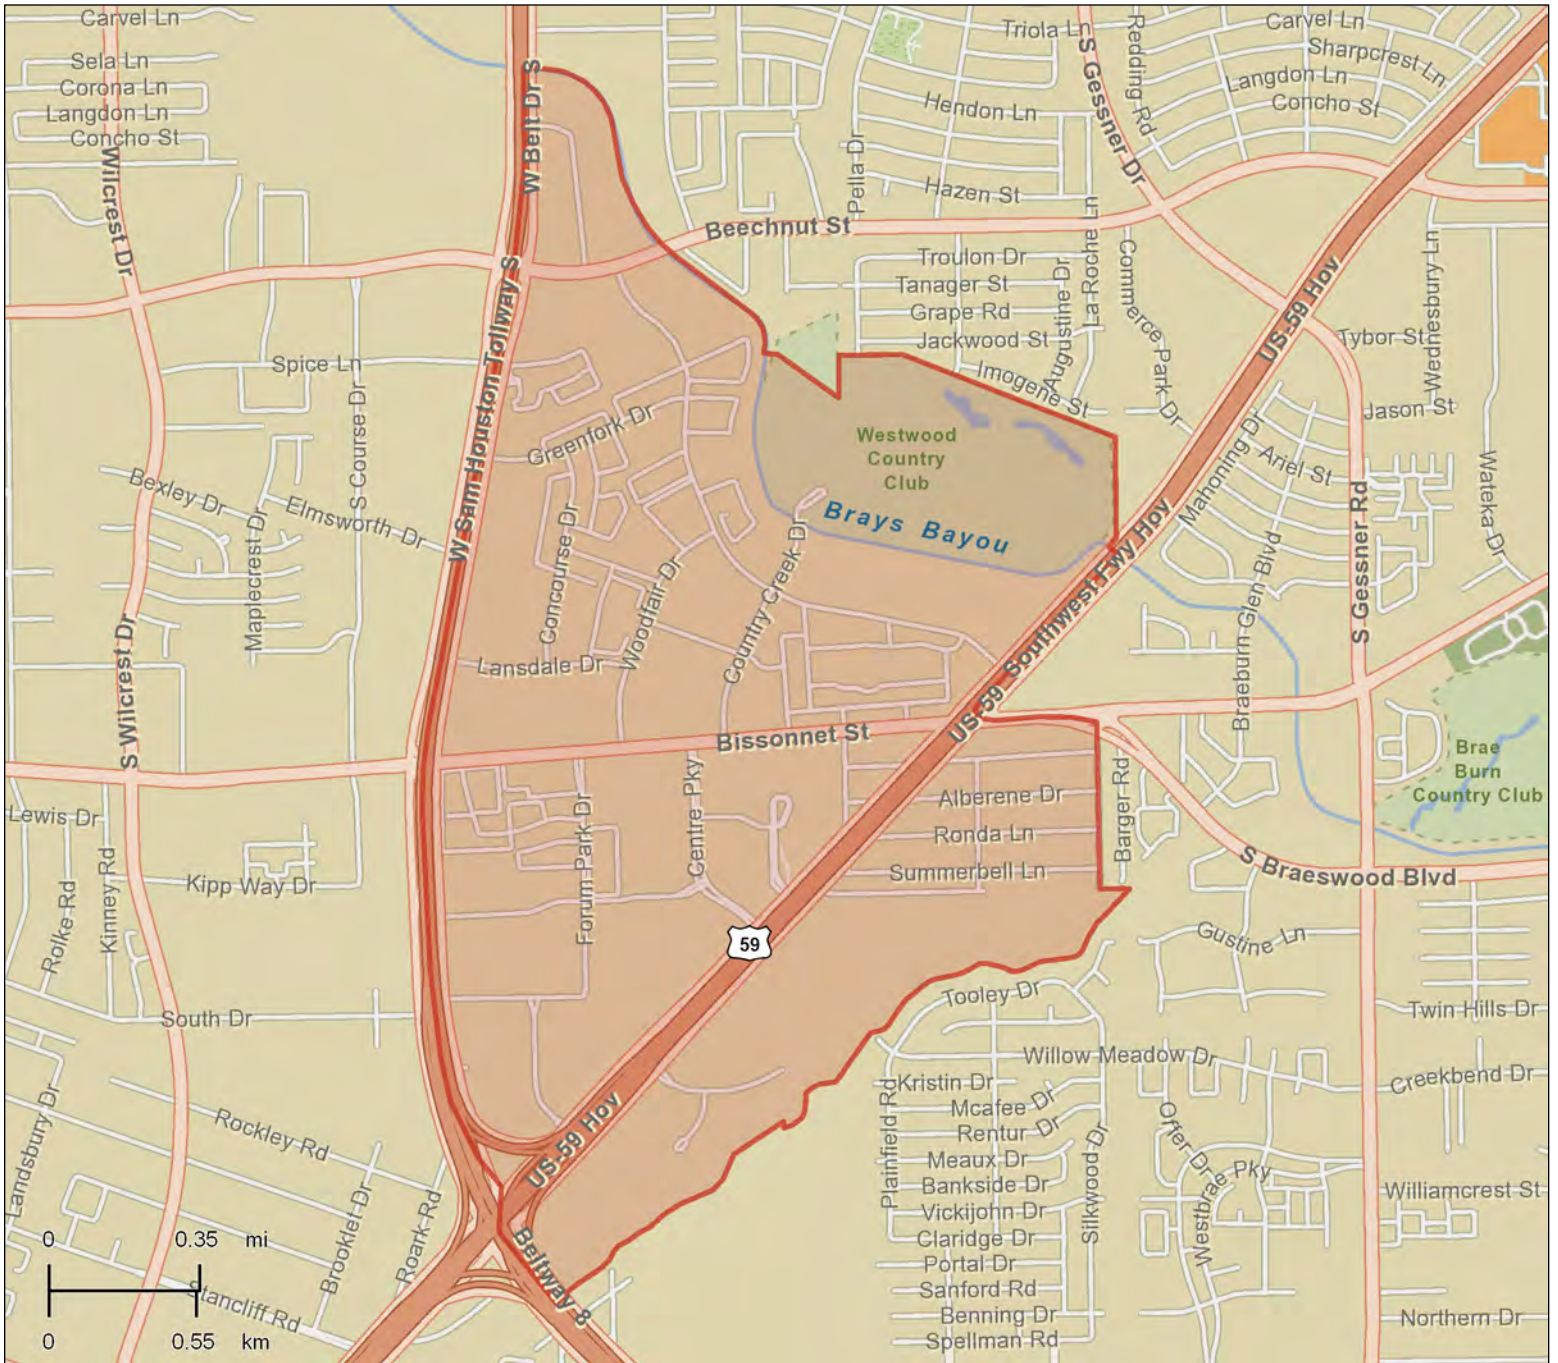 Carvel Ln
Sela Ln
Corona Ln
Langdon Ln
Concho St
Wilcrest Dr
W Belt Dr S
Triola Ln
S Gessner Dr
Redding Rd
Carvel Ln
Sharpcrest Ln
Langdon Ln
Concho St
Hendon Ln
Pella Dr
Hazen St
Beechnut St
La Roche Ln
Commerce Park Dr
Troulon Dr
Tanager St
Grape Rd
Jackwood St
Augustine Dr
Imogene St
US-59 Hov
Tybor St
Wednesbury Ln
Jason St
Spice Ln
S Course Dr
W Sam Houston Tollway S
Greenfork Dr
Westwood
Country
Club
Brays Bayou
Mahoning Dr
Ariel St
S Gessner Rd
Wateka Dr
Bexley Dr
Elmsworth Dr
Maplecrest Dr
Concourse Dr
Woodfair Dr
Country Creek Dr
Lansdale Dr
US-59 Southwest Fwy Hov
Braeburn Glen Blvd
S Wilcrest Dr
Bissonnet St
Brae
Burn
Country Club
Lewis Dr
Kinney Rd
Rolke Rd
Kipp Way Dr
Forum Park Dr
Centre Pky
Alberene Dr
Ronda Ln
Summerbell Ln
Barger Rd
S Braeswood Blvd
59
Gustine Ln
South Dr
Tooley Dr
Twin Hills Dr
Willow Meadow Dr
Creekbend Dr
Landsbury Dr
Rockley Rd
US-59 Hov
Plainfield Rd
Kristin Dr
Mcafee Dr
Rentur Dr
Meaux Dr
Bankside Dr
Vickijohn Dr
Claridge Dr
Portal Dr
Sanford Rd
Benning Dr
Spellman Rd
Silkwood Dr
Offer Dr
Westbrae Pky
Williamcrest St
Northern Dr
Brooklet Dr
Roark Rd
Stancliff Rd
Beltway 8
0 0.35 mi
0 0.55 km